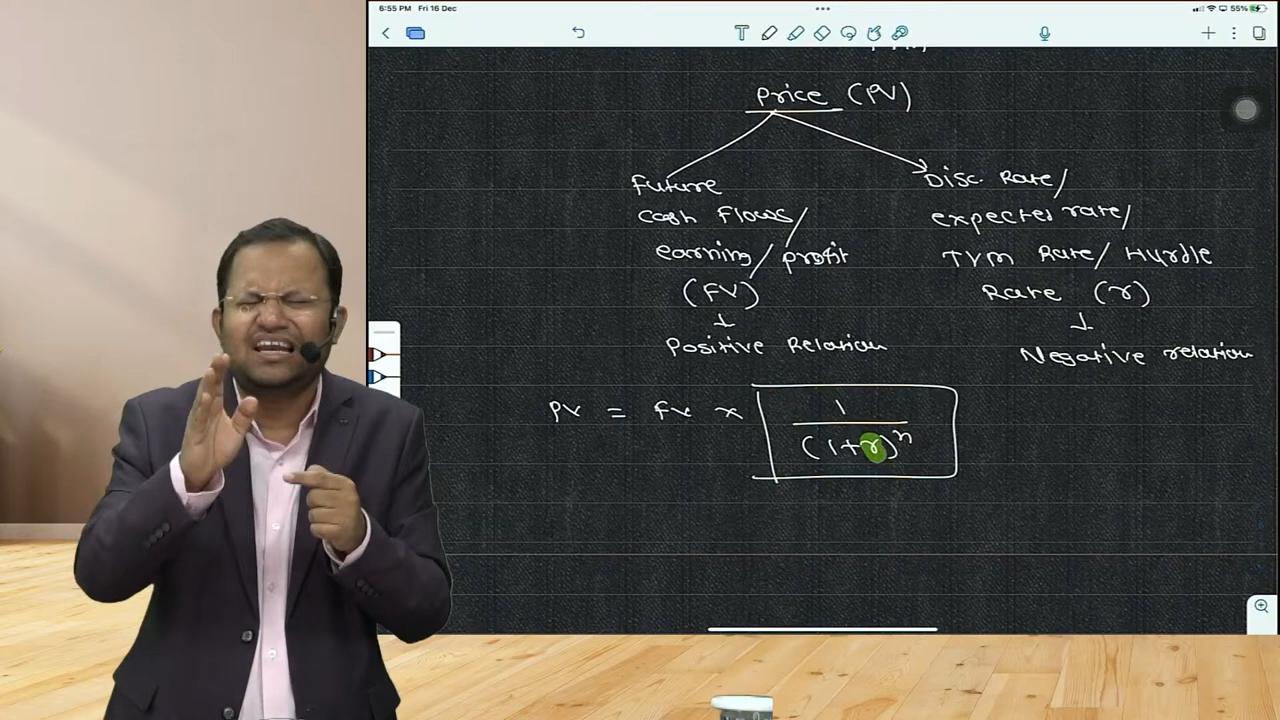 6:55 PM Fri 16 Dec
55%
T
Price (PV)
Future
cash flows/
earning/profit
(FV)
↓
Positive Relation
Disc. Rate/
expected rate/
TVM Rate/Hurdle
Rate (r)
↓
Negative relation
PV = FV × 1
(1+r)^n